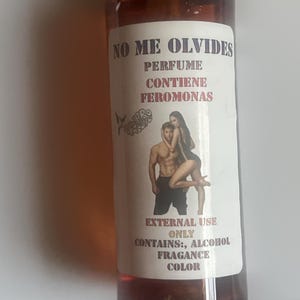 NO ME OLVIDES
PERFUME
CONTIENE
FEROMONAS
EXTERNAL USE
ONLY
CONTAINS:, ALCOHOL
FRAGANCE
COLOR